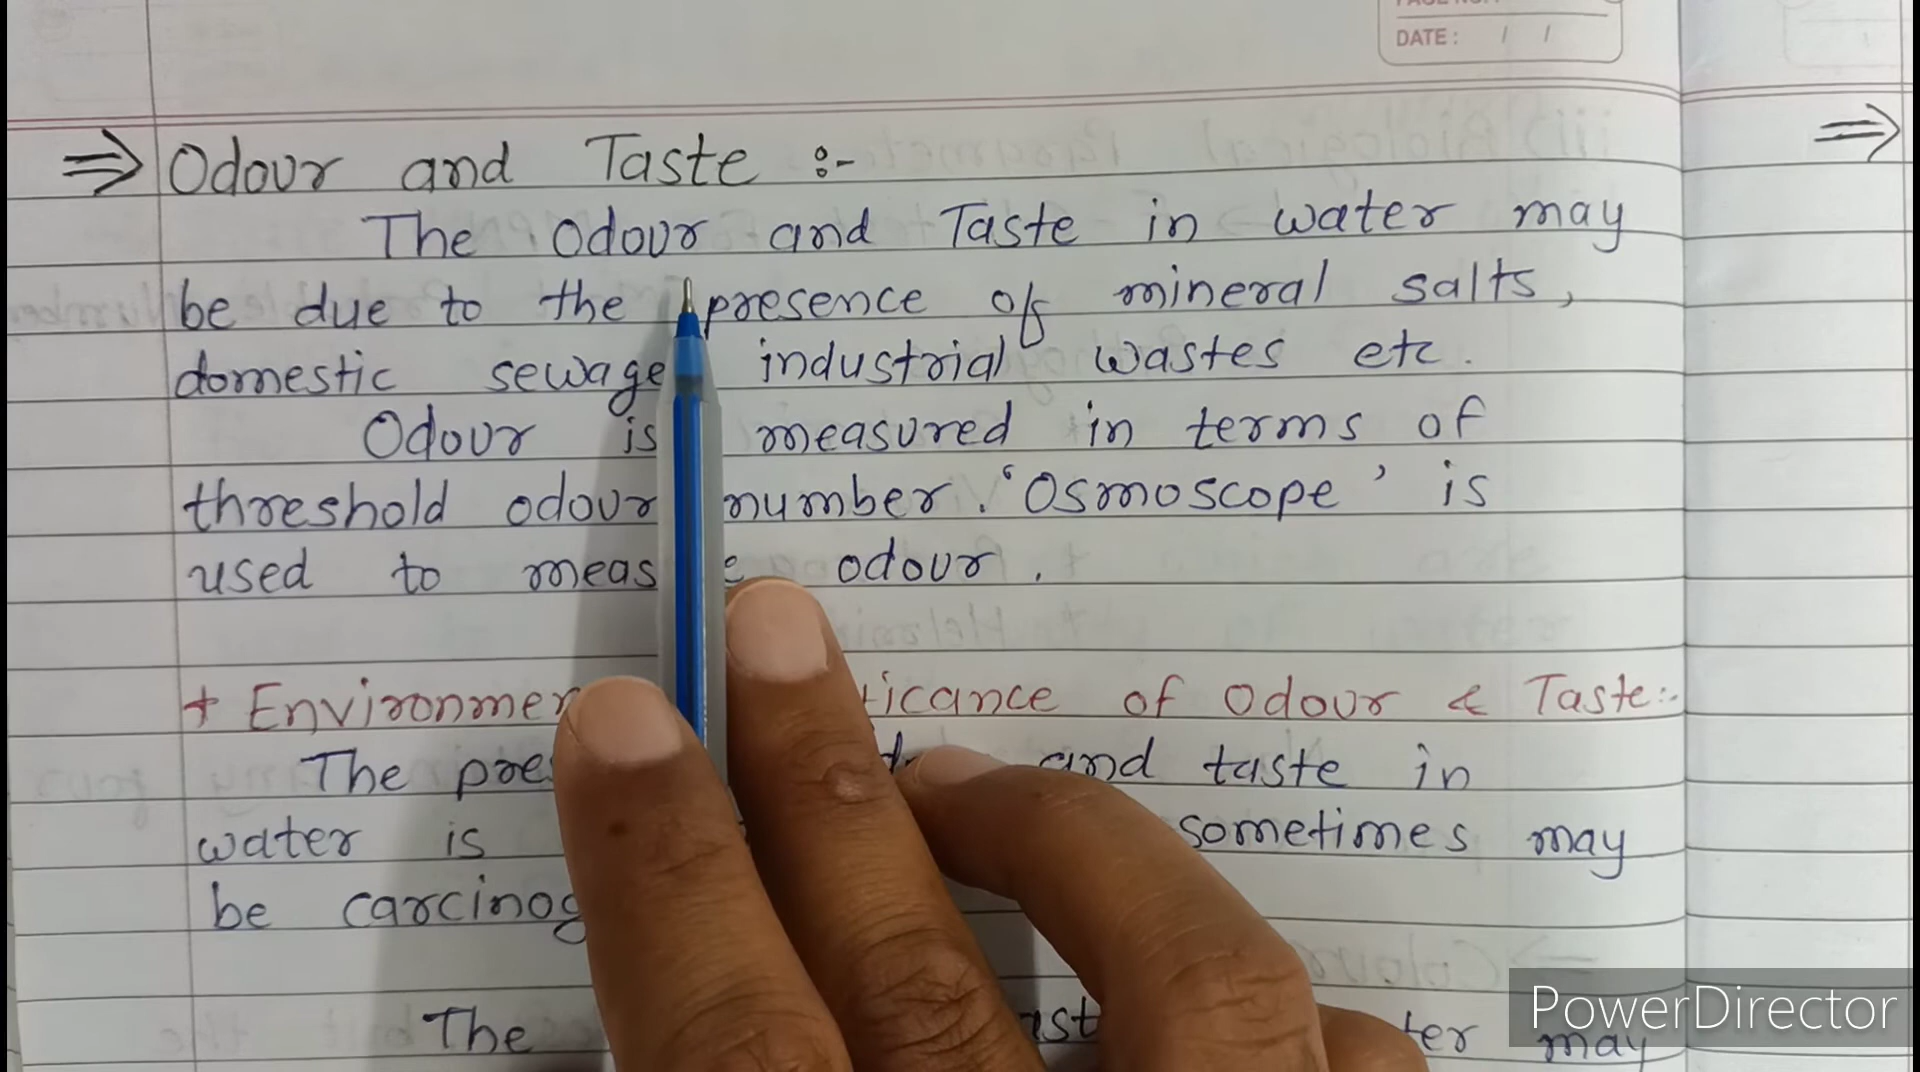 DATE : / /
⇒ Odour and Taste :-
The Odour and Taste in water may
be due to the presence of mineral salts,
domestic sewage industrial wastes etc.
Odour is measured in terms of
threshold odour number. 'Osmoscope' is
used to meas e odour.
+ Environmen ficance of Odour & Taste:-
The pre and taste in
water is sometimes may
be carcinog
The ast ter may
⇒
PowerDirector